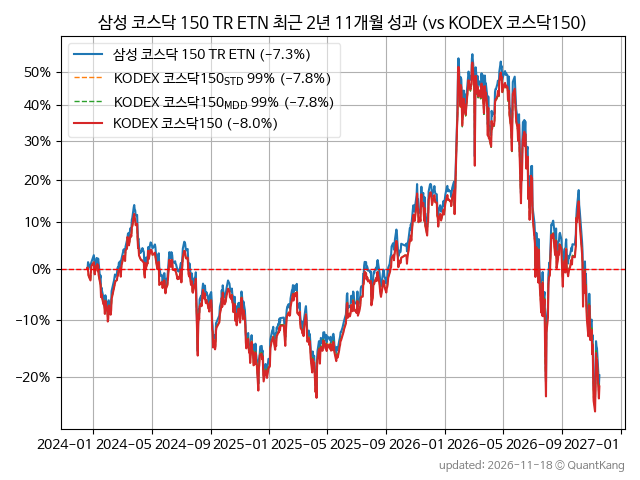 삼성 코스닥 150 TR ETN 최근 2년 11개월 성과 (vs KODEX 코스닥150)
삼성 코스닥 150 TR ETN (−7.3%)
KODEX 코스닥150STD 99% (−7.8%)
KODEX 코스닥150MDD 99% (−7.8%)
KODEX 코스닥150 (−8.0%)
50%
40%
30%
20%
10%
0%
−10%
−20%
2024-01 2024-05 2024-09 2025-01 2025-05 2025-09 2026-01 2026-05 2026-09 2027-01
updated: 2026-11-18 © QuantKang